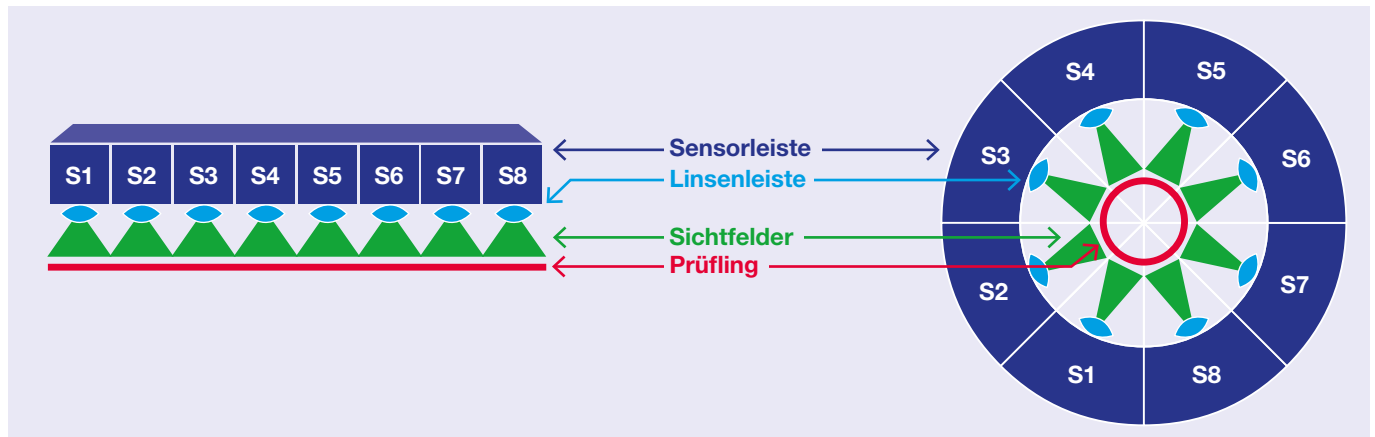 S1 S2 S3 S4 S5 S6 S7 S8
Sensorleiste
Linsenleiste
Sichtfelder
Prüfling
S4 S5
S3 S6
S2 S7
S1 S8